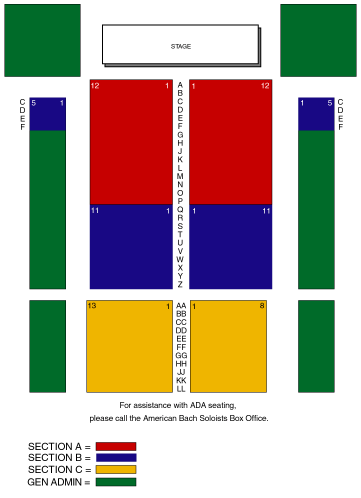 STAGE
12 1 A 1 12
B
C 5 1 C 1 5 C
D D D
E E E
F F F
G
H
J
K
L
M
N
O
P
11 1 Q 1 11
R
S
T
U
V
W
X
Y
Z
13 1 AA 1 8
BB
CC
DD
EE
FF
GG
HH
JJ
KK
LL
For assistance with ADA seating,
please call the American Bach Soloists Box Office.
SECTION A =
SECTION B =
SECTION C =
GEN ADMIN =